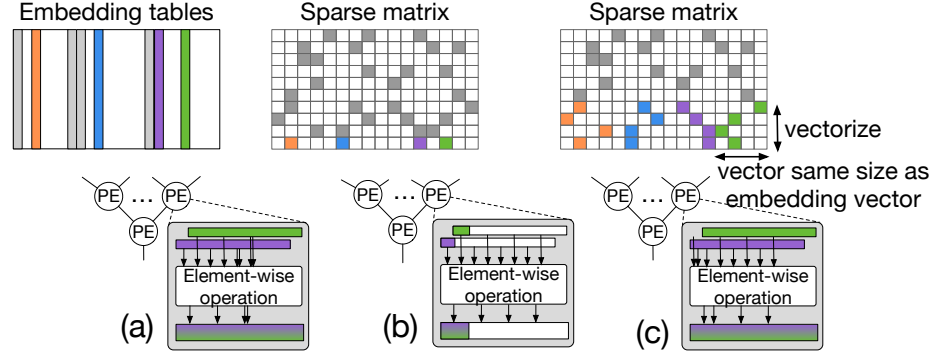 Embedding tables
Sparse matrix
Sparse matrix
vectorize
vector same size as
embedding vector
PE ... PE
PE
PE ... PE
PE
PE ... PE
PE
Element-wise
operation
Element-wise
operation
Element-wise
operation
(a)
(b)
(c)